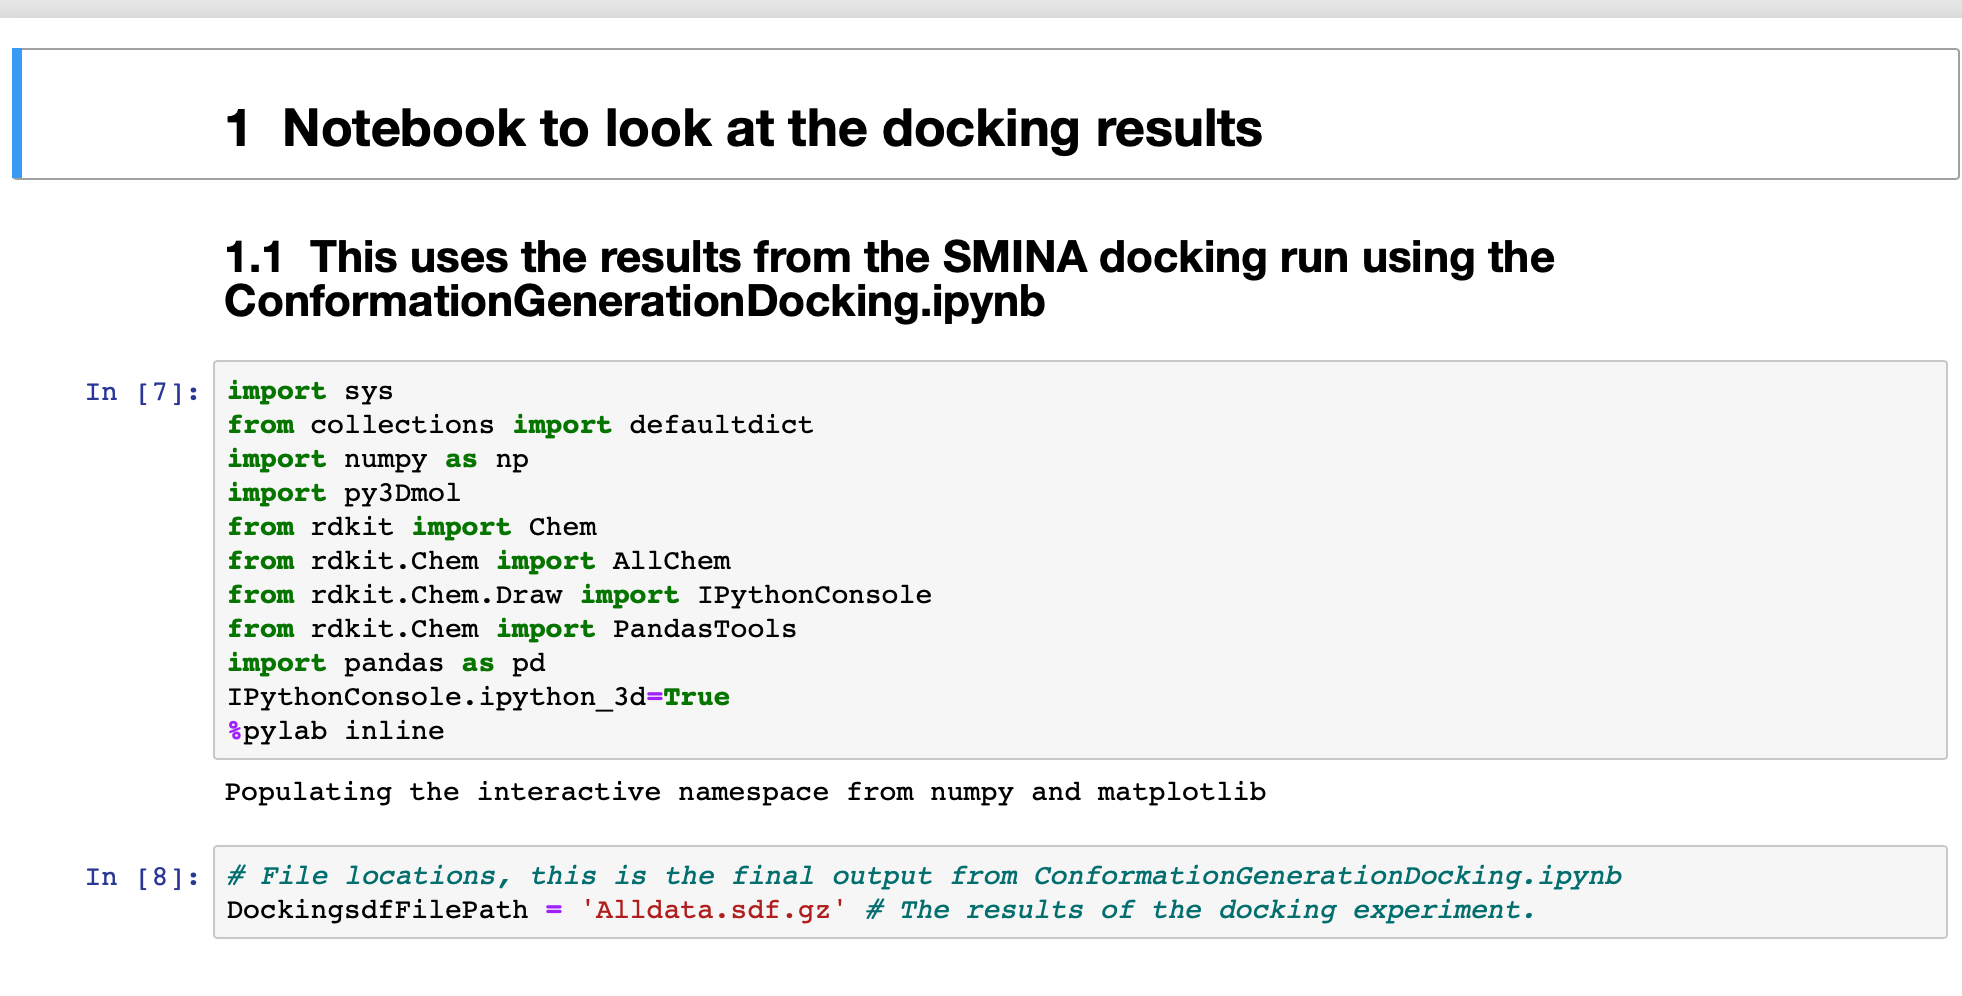 1 Notebook to look at the docking results
1.1 This uses the results from the SMINA docking run using the
ConformationGenerationDocking.ipynb
In [7]: import sys
from collections import defaultdict
import numpy as np
import py3Dmol
from rdkit import Chem
from rdkit.Chem import AllChem
from rdkit.Chem.Draw import IPythonConsole
from rdkit.Chem import PandasTools
import pandas as pd
IPythonConsole.ipython_3d=True
%pylab inline
Populating the interactive namespace from numpy and matplotlib
In [8]: # File locations, this is the final output from ConformationGenerationDocking.ipynb
DockingsdfFilePath = 'Alldata.sdf.gz' # The results of the docking experiment.